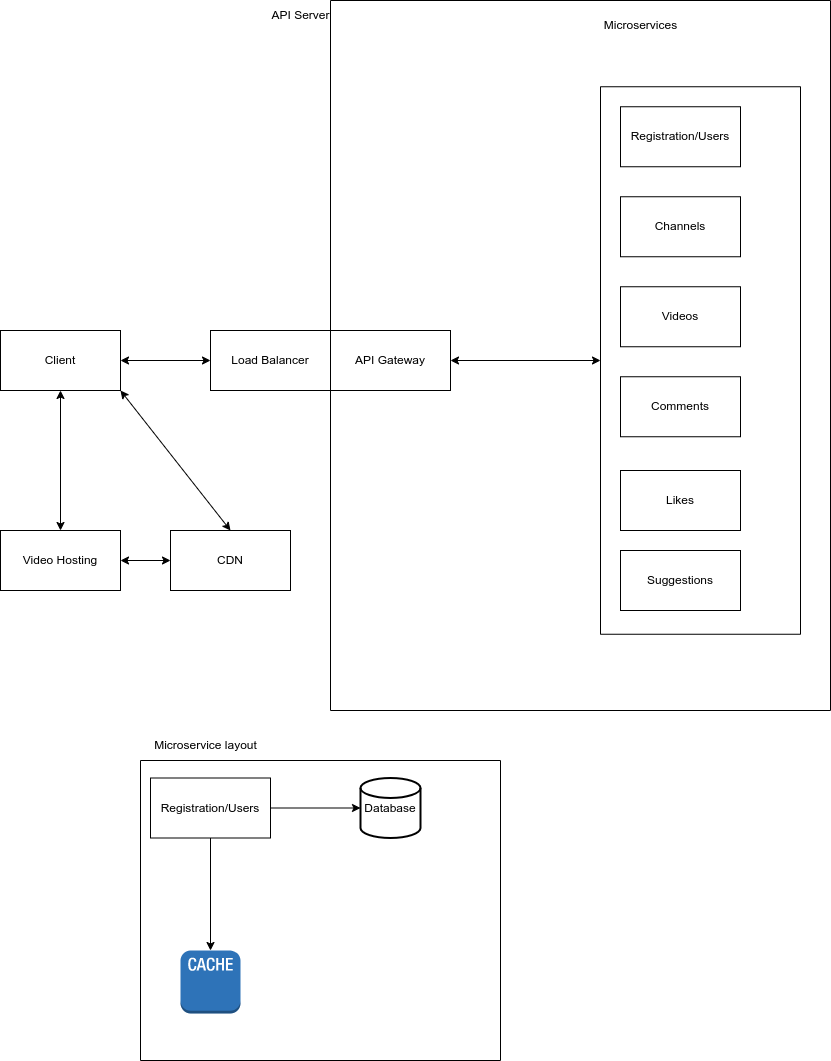 API Server
Microservices
Registration/Users
Channels
Videos
Client
Load Balancer
API Gateway
Comments
Likes
Video Hosting
CDN
Suggestions
Microservice layout
Registration/Users
Database
CACHE